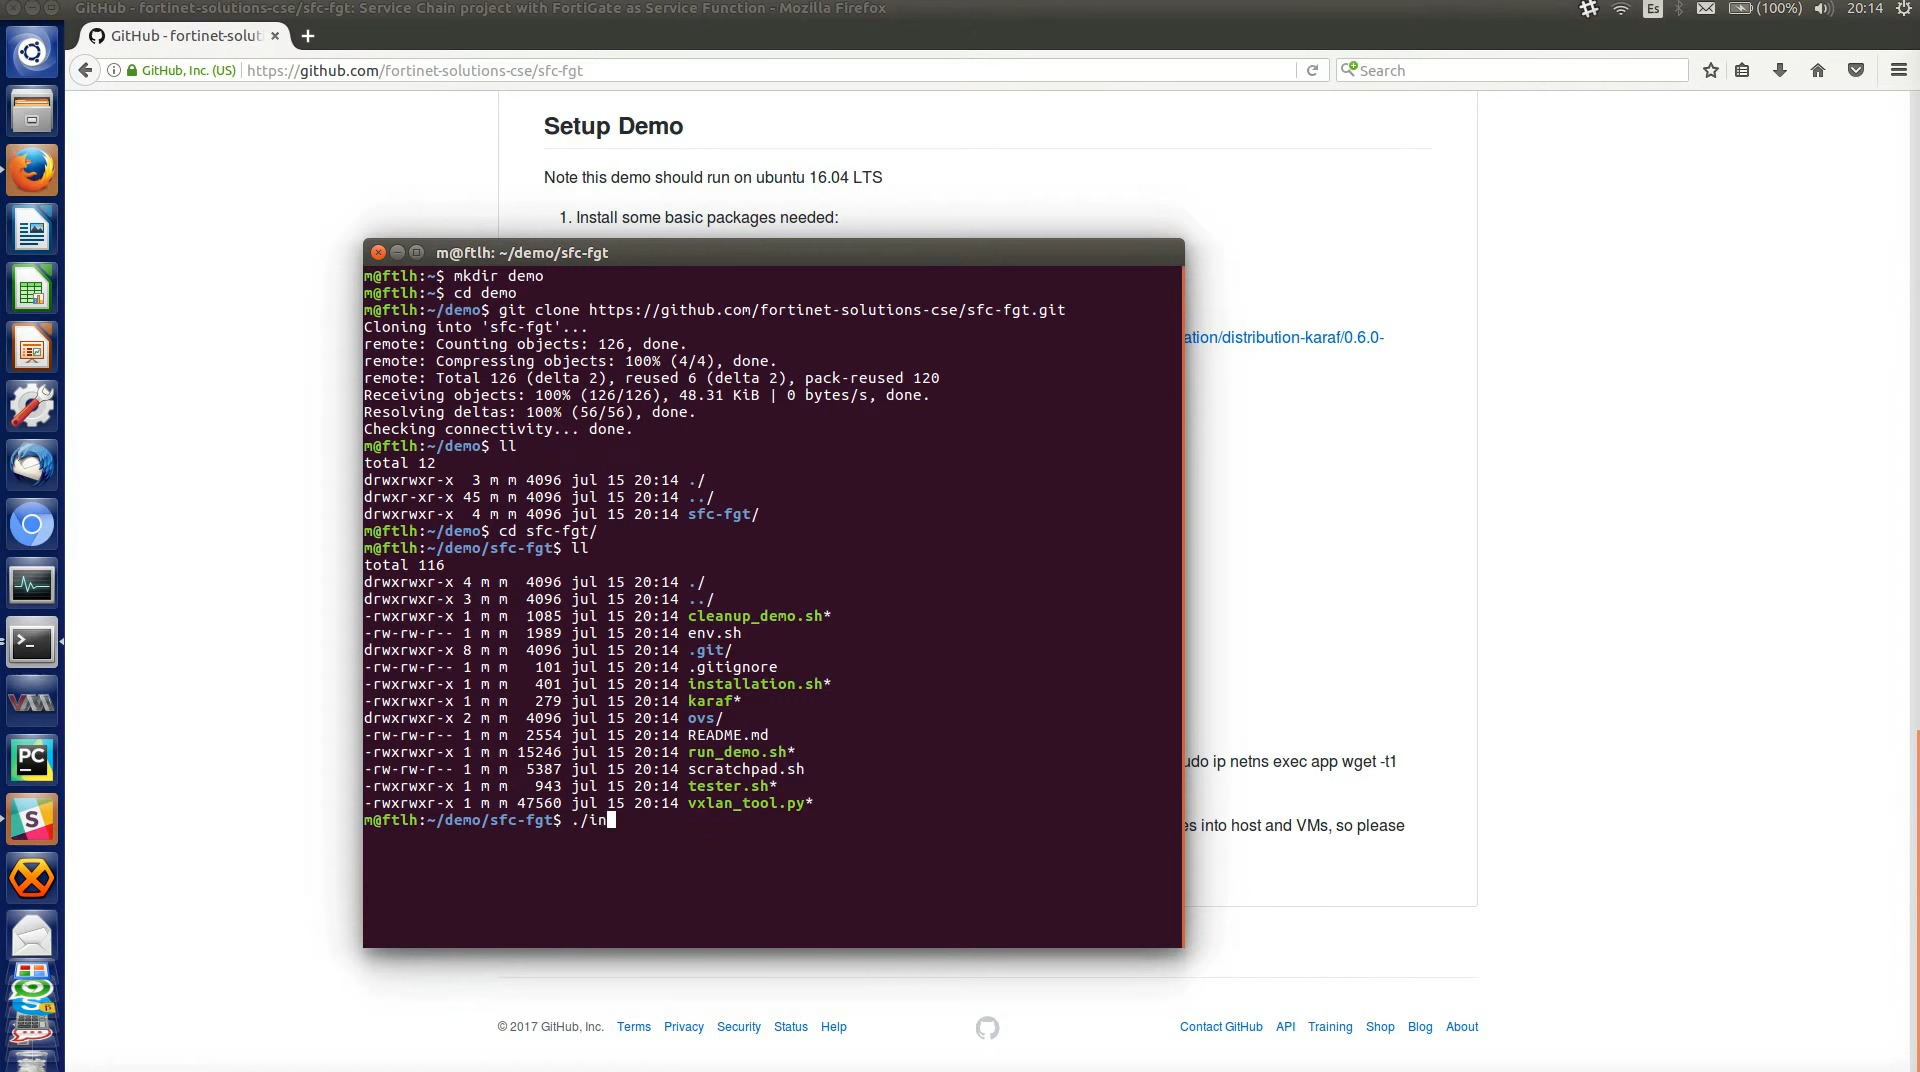 GitHub - fortinet-solutions-cse/sfc-fgt: Service Chain project with FortiGate as Service Function - Mozilla Firefox
Es
(100%)
20:14
GitHub - fortinet-soluti
GitHub, Inc. (US)
https://github.com/fortinet-solutions-cse/sfc-fgt
Search
Setup Demo
Note this demo should run on ubuntu 16.04 LTS
1. Install some basic packages needed:
ation/distribution-karaf/0.6.0-
udo ip netns exec app wget -t1
es into host and VMs, so please
m@ftlh: ~/demo/sfc-fgt
m@ftlh:~$ mkdir demo
m@ftlh:~$ cd demo
m@ftlh:~/demo$ git clone https://github.com/fortinet-solutions-cse/sfc-fgt.git
Cloning into 'sfc-fgt'...
remote: Counting objects: 126, done.
remote: Compressing objects: 100% (4/4), done.
remote: Total 126 (delta 2), reused 6 (delta 2), pack-reused 120
Receiving objects: 100% (126/126), 48.31 KiB | 0 bytes/s, done.
Resolving deltas: 100% (56/56), done.
Checking connectivity... done.
m@ftlh:~/demo$ ll
total 12
drwxrwxr-x  3 m m 4096 jul 15 20:14 ./
drwxr-xr-x 45 m m 4096 jul 15 20:14 ../
drwxrwxr-x  4 m m 4096 jul 15 20:14 sfc-fgt/
m@ftlh:~/demo$ cd sfc-fgt/
m@ftlh:~/demo/sfc-fgt$ ll
total 116
drwxrwxr-x 4 m m  4096 jul 15 20:14 ./
drwxrwxr-x 3 m m  4096 jul 15 20:14 ../
-rwxrwxr-x 1 m m  1085 jul 15 20:14 cleanup_demo.sh*
-rw-rw-r-- 1 m m  1989 jul 15 20:14 env.sh
drwxrwxr-x 8 m m  4096 jul 15 20:14 .git/
-rw-rw-r-- 1 m m   101 jul 15 20:14 .gitignore
-rwxrwxr-x 1 m m   401 jul 15 20:14 installation.sh*
-rwxrwxr-x 1 m m   279 jul 15 20:14 karaf*
drwxrwxr-x 2 m m  4096 jul 15 20:14 ovs/
-rw-rw-r-- 1 m m  2554 jul 15 20:14 README.md
-rwxrwxr-x 1 m m 15246 jul 15 20:14 run_demo.sh*
-rw-rw-r-- 1 m m  5387 jul 15 20:14 scratchpad.sh
-rwxrwxr-x 1 m m   943 jul 15 20:14 tester.sh*
-rwxrwxr-x 1 m m 47560 jul 15 20:14 vxlan_tool.py*
m@ftlh:~/demo/sfc-fgt$ ./in
PC
S
© 2017 GitHub, Inc. Terms Privacy Security Status Help
Contact GitHub API Training Shop Blog About